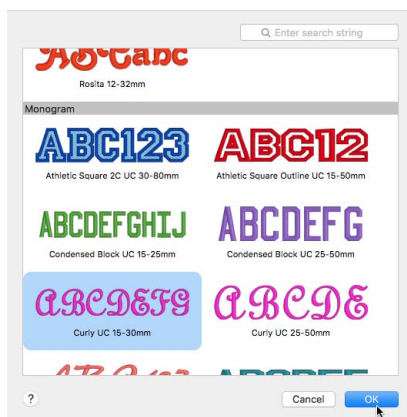 Enter search string
ABCabc
Rosita 12-32mm
Monogram
ABC123 ABC12
Athletic Square 2C UC 30-80mm Athletic Square Outline UC 15-50mm
ABCDEFGHIJ ABCDEFG
Condensed Block UC 15-25mm Condensed Block UC 25-50mm
ABCDEFG ABCDE
Curly UC 15-30mm Curly UC 25-50mm
? Cancel OK